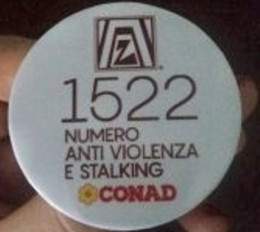 Z
1522
NUMERO
ANTI VIOLENZA
E STALKING
CONAD